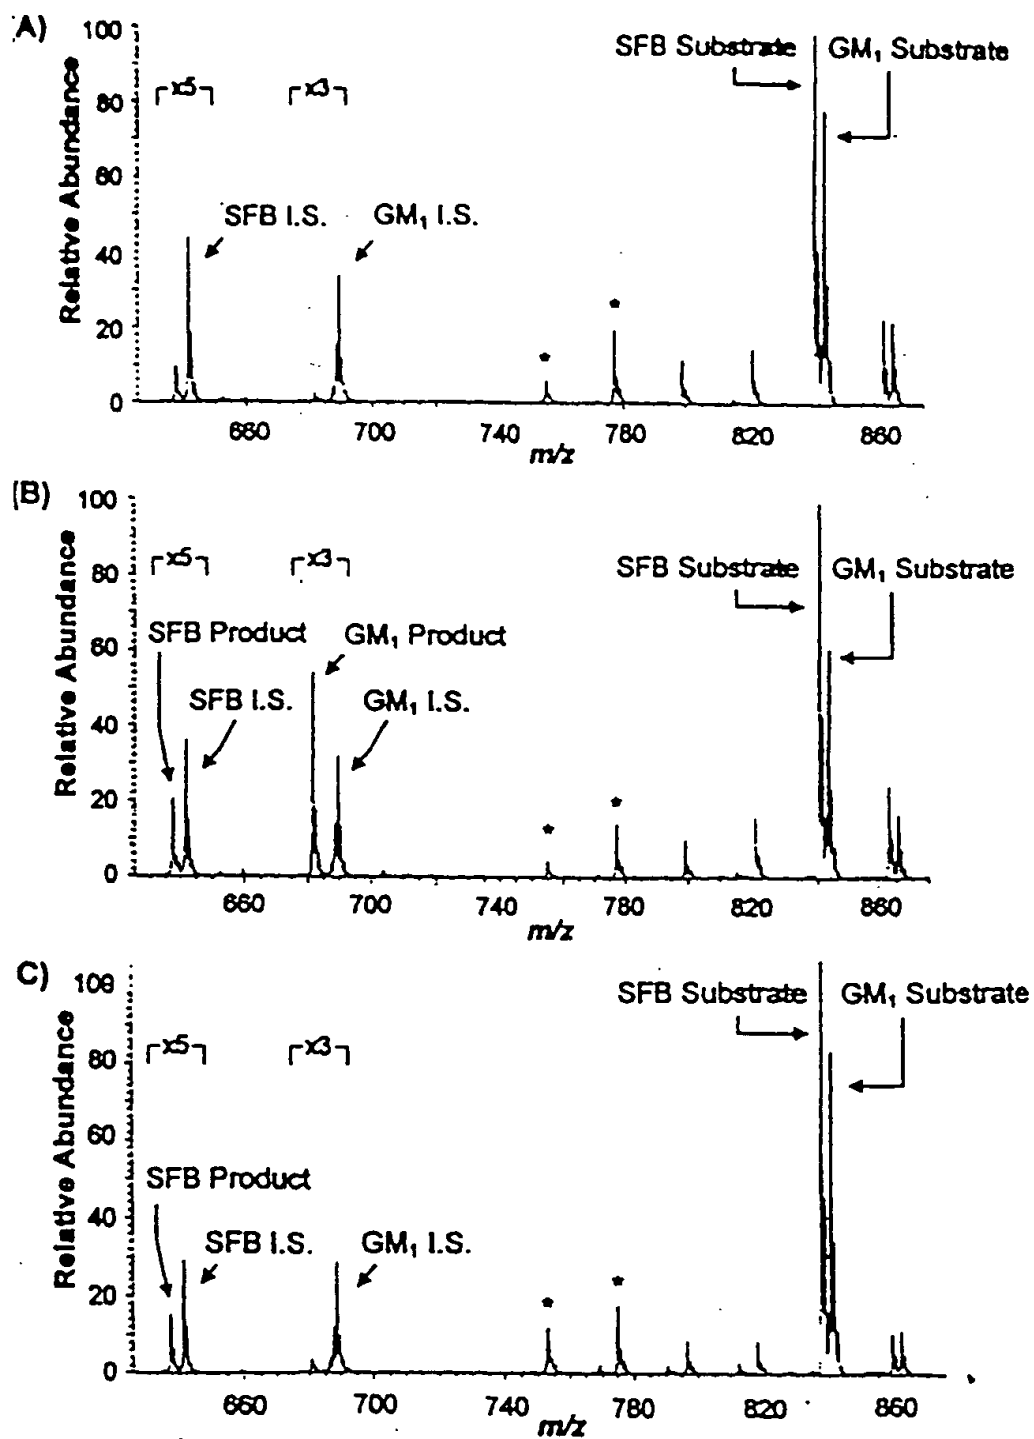 A)
100
80
60
40
20
0
Relative Abundance
x5
x3
SFB Substrate
GM₁ Substrate
SFB I.S.
GM₁ I.S.
*
*
660 700 740 780 820 860
m/z
(B)
100
80
60
40
20
0
Relative Abundance
x5
x3
SFB Substrate
GM₁ Substrate
SFB Product
GM₁ Product
SFB I.S.
GM₁ I.S.
*
*
660 700 740 780 820 860
m/z
C)
100
80
60
40
20
0
Relative Abundance
x5
x3
SFB Substrate
GM₁ Substrate
SFB Product
SFB I.S.
GM₁ I.S.
*
*
660 700 740 780 820 860
m/z